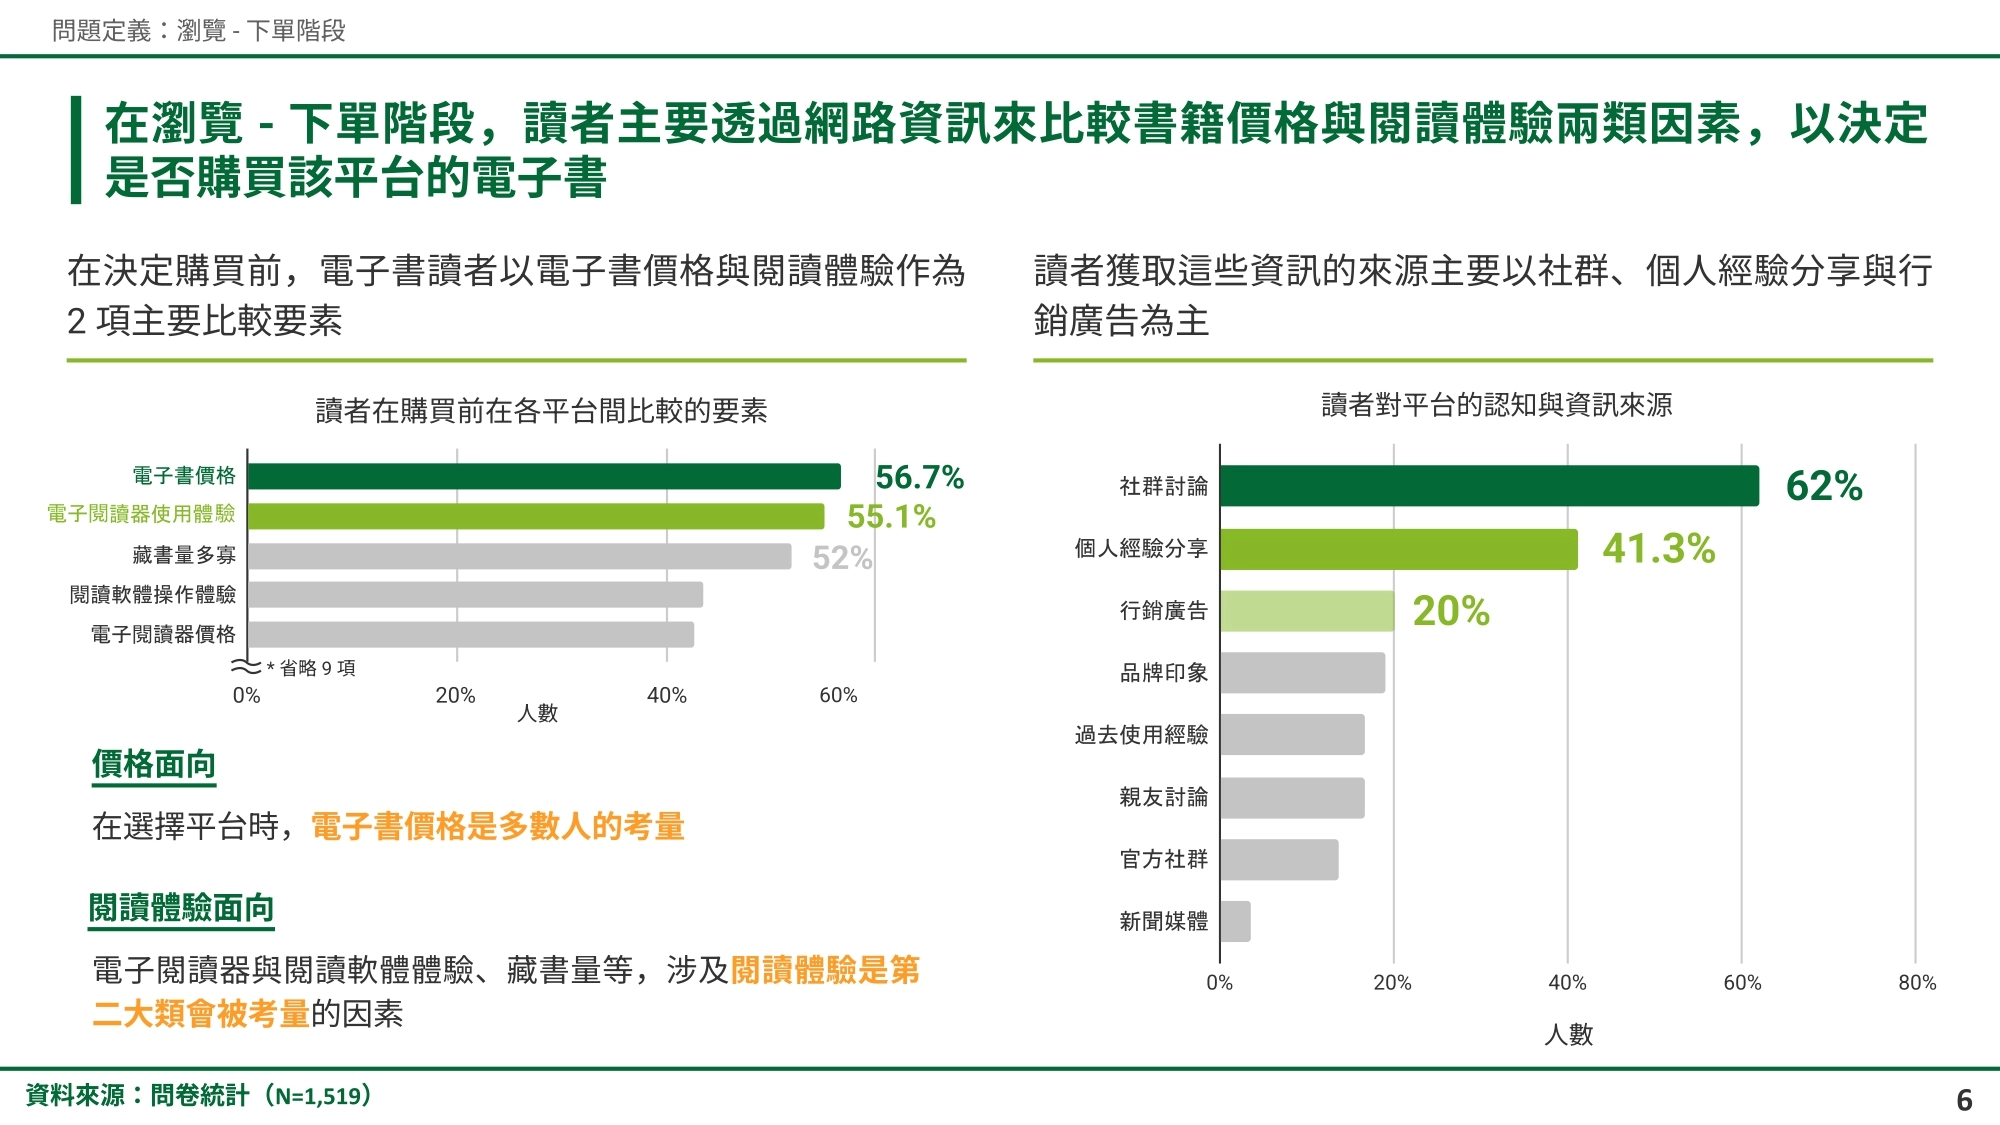 問題定義：瀏覽 - 下單階段
在瀏覽 - 下單階段，讀者主要透過網路資訊來比較書籍價格與閱讀體驗兩類因素，以決定
是否購買該平台的電子書
在決定購買前，電子書讀者以電子書價格與閱讀體驗作為
2 項主要比較要素
讀者在購買前在各平台間比較的要素
電子書價格
56.7%
電子閱讀器使用體驗
55.1%
藏書量多寡
52%
閱讀軟體操作體驗
電子閱讀器價格
* 省略 9 項
0%
20%
40%
60%
人數
價格面向
在選擇平台時，電子書價格是多數人的考量
閱讀體驗面向
電子閱讀器與閱讀軟體體驗、藏書量等，涉及閱讀體驗是第
二大類會被考量的因素
讀者獲取這些資訊的來源主要以社群、個人經驗分享與行
銷廣告為主
讀者對平台的認知與資訊來源
社群討論
62%
個人經驗分享
41.3%
行銷廣告
20%
品牌印象
過去使用經驗
親友討論
官方社群
新聞媒體
0%
20%
40%
60%
80%
人數
資料來源：問卷統計（N=1,519）
6